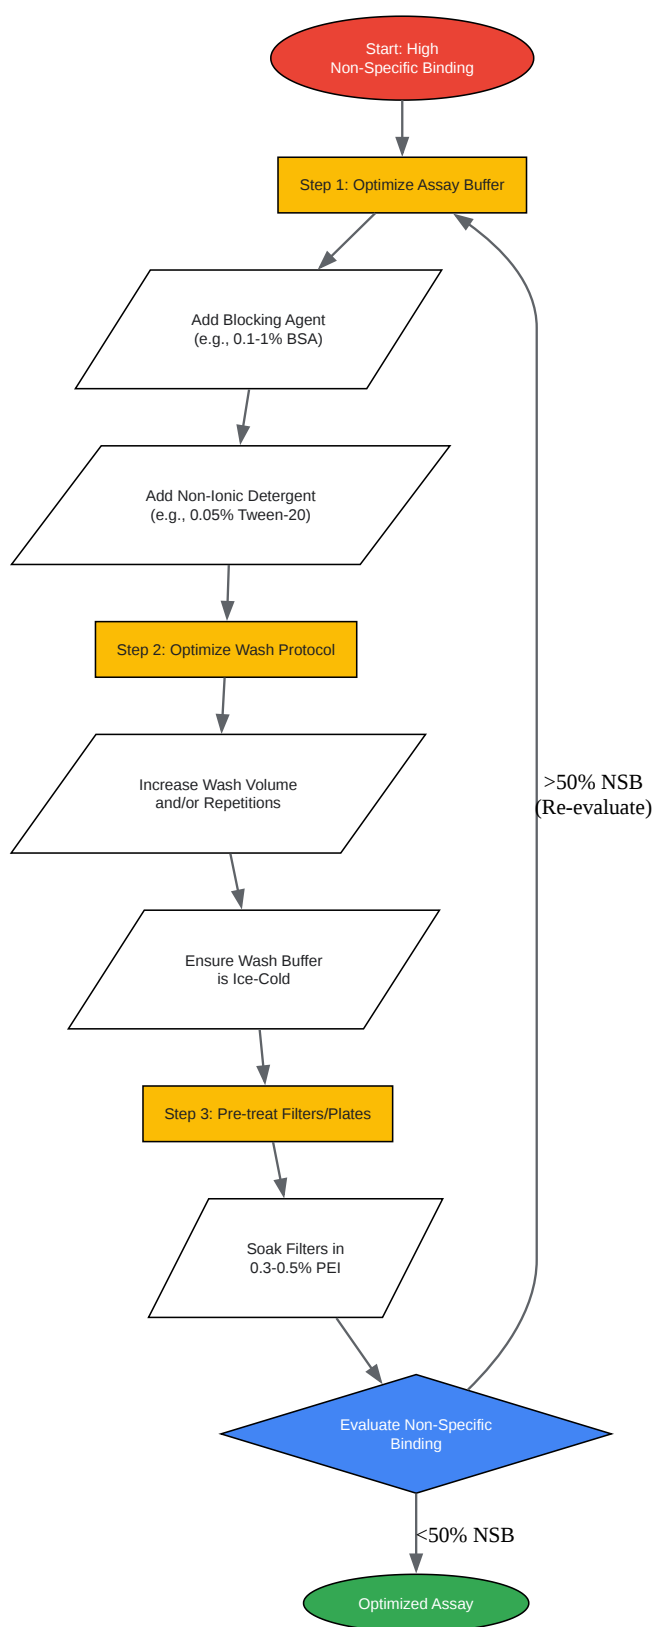 Start: High
Non-Specific Binding
Step 1: Optimize Assay Buffer
Add Blocking Agent
(e.g., 0.1-1% BSA)
Add Non-Ionic Detergent
(e.g., 0.05% Tween-20)
Step 2: Optimize Wash Protocol
Increase Wash Volume
and/or Repetitions
>50% NSB
(Re-evaluate)
Ensure Wash Buffer
is Ice-Cold
Step 3: Pre-treat Filters/Plates
Soak Filters in
0.3-0.5% PEI
Evaluate Non-Specific
Binding
<50% NSB
Optimized Assay